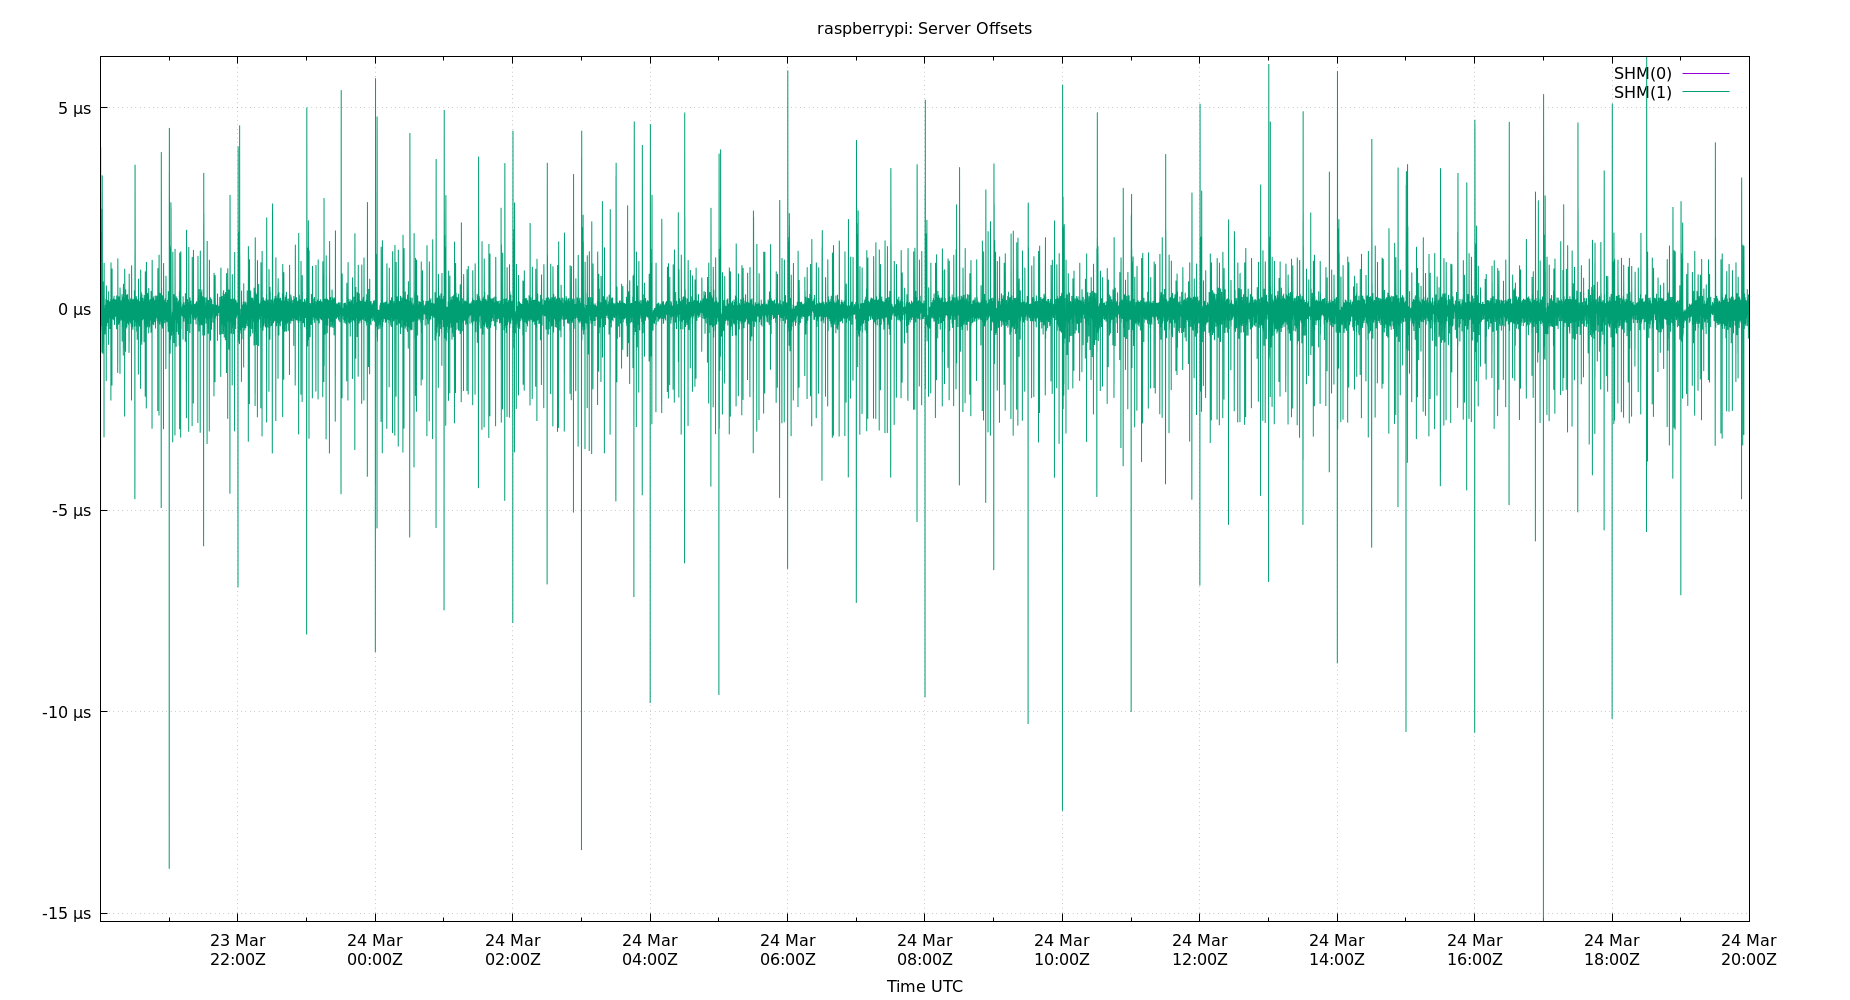 raspberrypi: Server Offsets
SHM(0)
SHM(1)
5 µs
0 µs
-5 µs
-10 µs
-15 µs
23 Mar 24 Mar 24 Mar 24 Mar 24 Mar 24 Mar 24 Mar 24 Mar 24 Mar 24 Mar 24 Mar 24 Mar
22:00Z 00:00Z 02:00Z 04:00Z 06:00Z 08:00Z 10:00Z 12:00Z 14:00Z 16:00Z 18:00Z 20:00Z
Time UTC